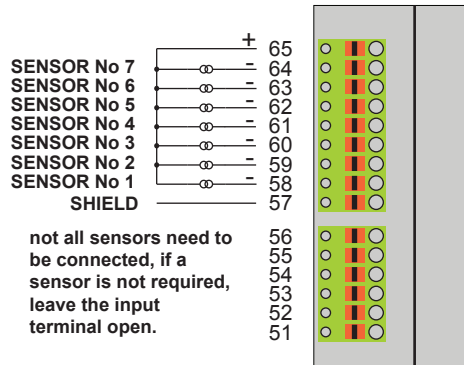 + 65
SENSOR No 7 - 64
SENSOR No 6 - 63
SENSOR No 5 - 62
SENSOR No 4 - 61
SENSOR No 3 - 60
SENSOR No 2 - 59
SENSOR No 1 - 58
SHIELD 57
not all sensors need to
be connected, if a
sensor is not required,
leave the input
terminal open.
56
55
54
53
52
51